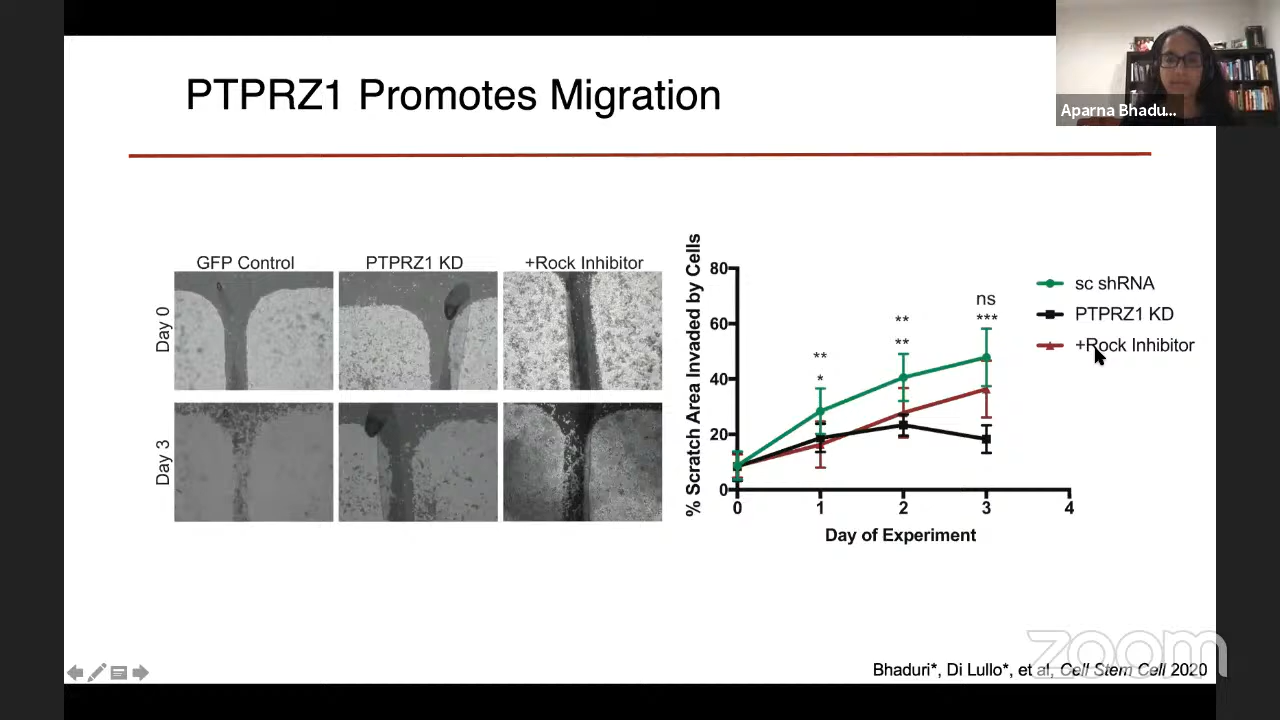 PTPRZ1 Promotes Migration
Aparna Bhadu...
GFP Control
PTPRZ1 KD
+Rock Inhibitor
Day 0
Day 3
% Scratch Area Invaded by Cells
80
60
40
20
0
0 1 2 3 4
Day of Experiment
**
*
**
**
ns
***
sc shRNA
PTPRZ1 KD
+Rock Inhibitor
zoom
Bhaduri*, Di Lullo*, et al, Cell Stem Cell 2020